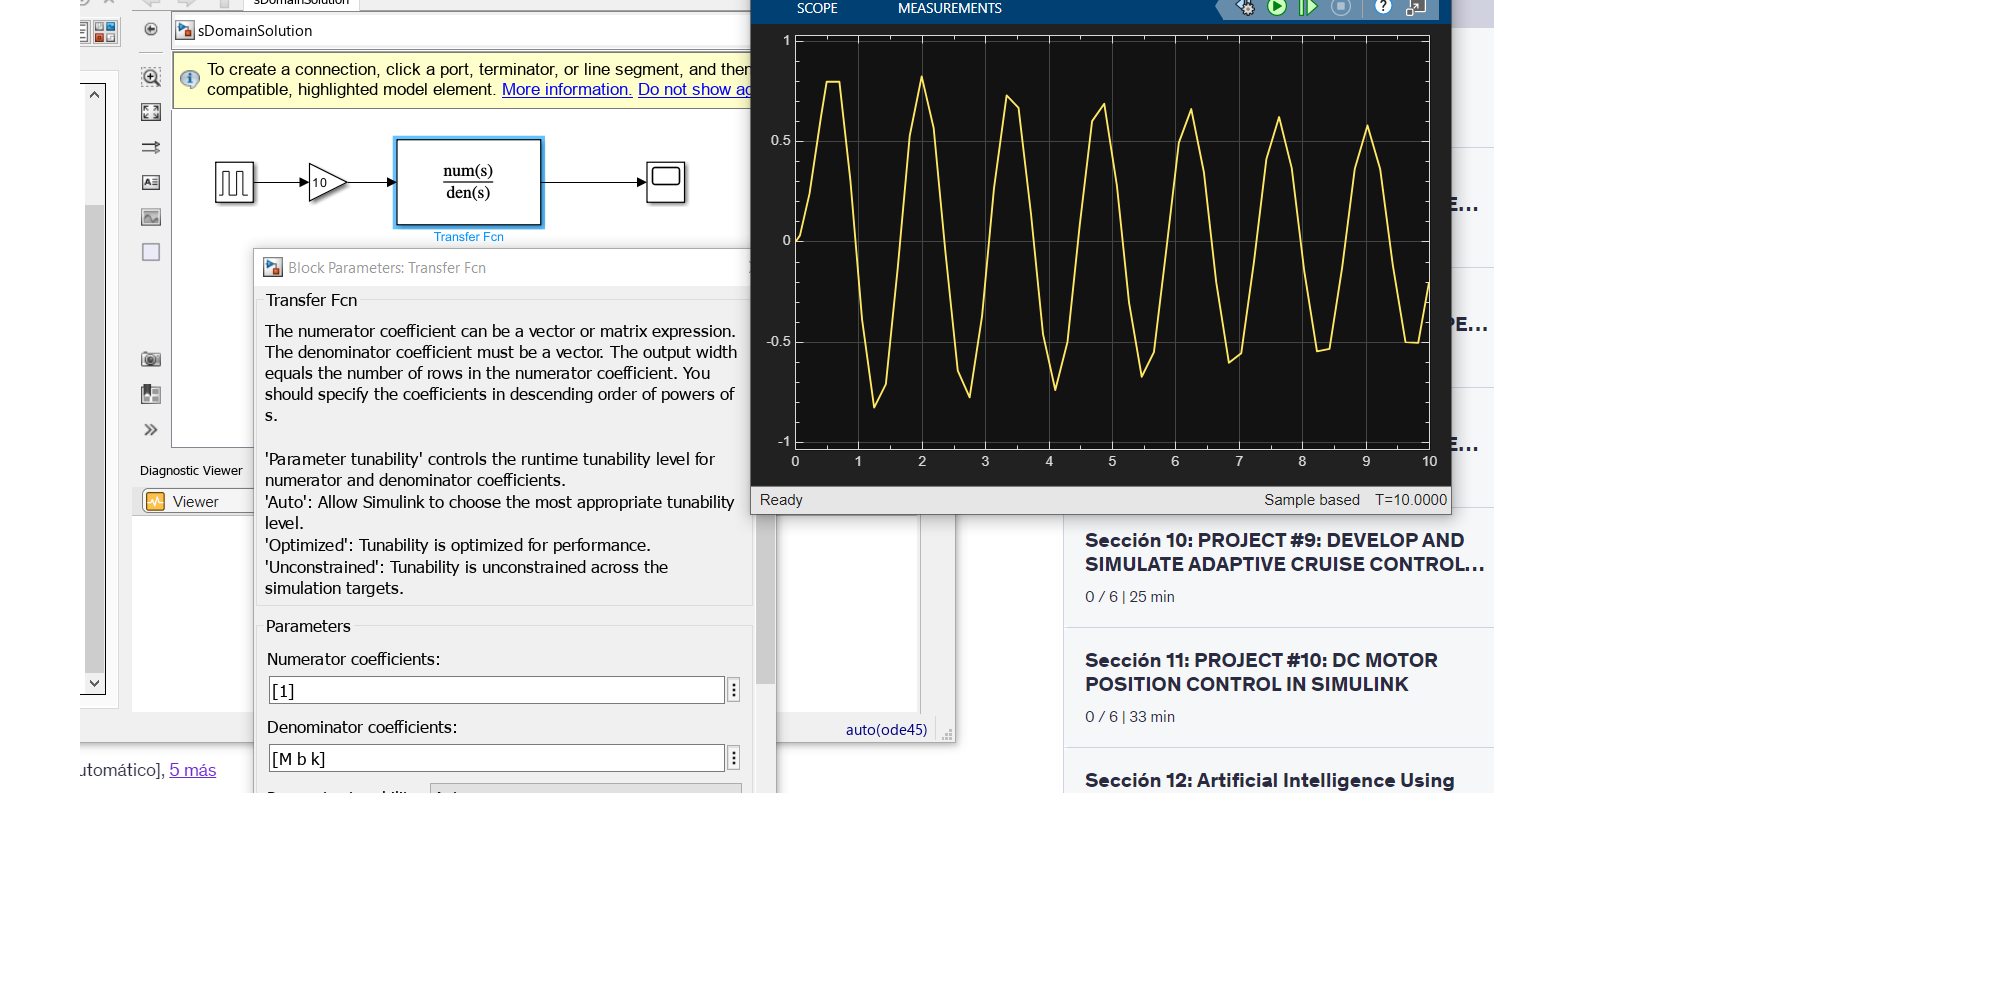 sDomainSolution
sDomainSolution
To create a connection, click a port, terminator, or line segment, and then
compatible, highlighted model element. More information. Do not show
10
num(s)
den(s)
Transfer Fcn
Block Parameters: Transfer Fcn
Transfer Fcn
The numerator coefficient can be a vector or matrix expression.
The denominator coefficient must be a vector. The output width
equals the number of rows in the numerator coefficient. You
should specify the coefficients in descending order of powers of
s.
'Parameter tunability' controls the runtime tunability level for
numerator and denominator coefficients.
'Auto': Allow Simulink to choose the most appropriate tunability
level.
'Optimized': Tunability is optimized for performance.
'Unconstrained': Tunability is unconstrained across the
simulation targets.
Parameters
Numerator coefficients:
[1]
Denominator coefficients:
[M b k]
Diagnostic Viewer
Viewer
auto(ode45)
utomático], 5 más
SCOPE MEASUREMENTS
1
0.5
0
-0.5
-1
0 1 2 3 4 5 6 7 8 9 10
Ready Sample based T=10.0000
E...
PE...
E...
Sección 10: PROJECT #9: DEVELOP AND
SIMULATE ADAPTIVE CRUISE CONTROL...
0 / 6 | 25 min
Sección 11: PROJECT #10: DC MOTOR
POSITION CONTROL IN SIMULINK
0 / 6 | 33 min
Sección 12: Artificial Intelligence Using